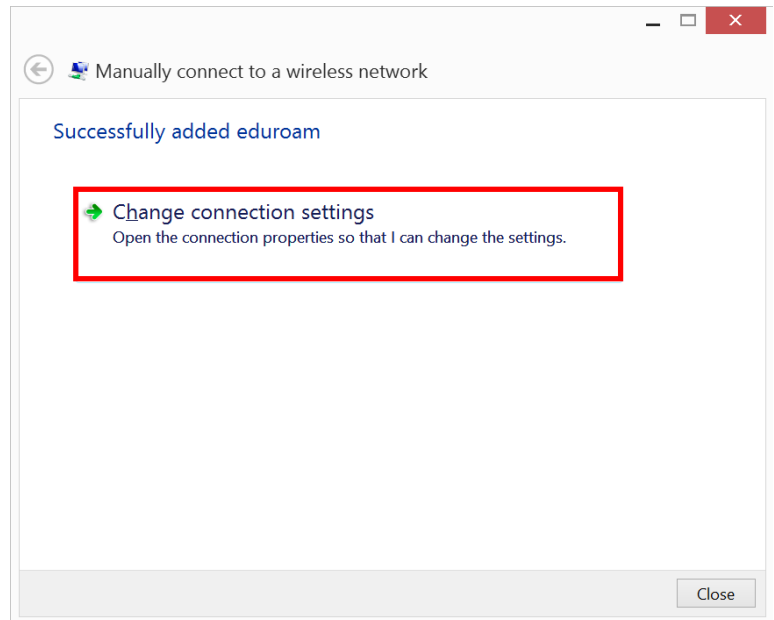 Manually connect to a wireless network
Successfully added eduroam
Change connection settings
Open the connection properties so that I can change the settings.
Close